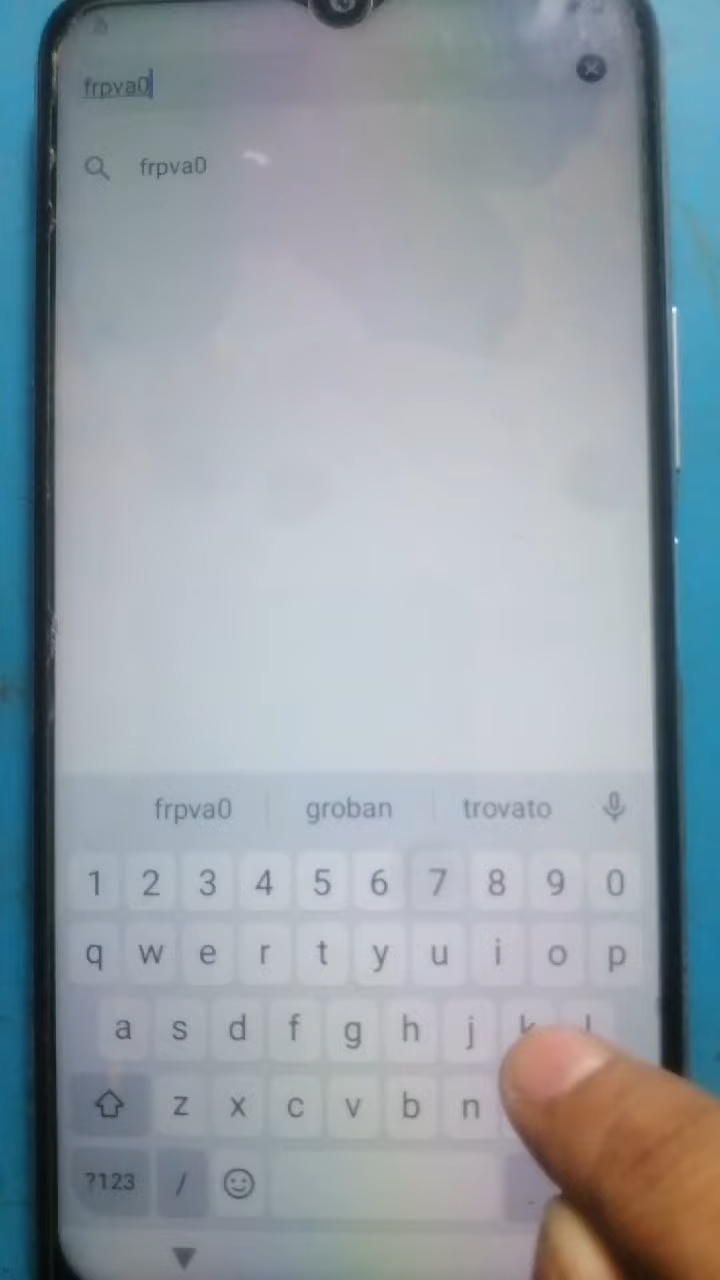 frpva0
frpva0
frpva0 groban trovato
1 2 3 4 5 6 7 8 9 0
q w e r t y u i o p
a s d f g h j k l
z x c v b n
?123 / .